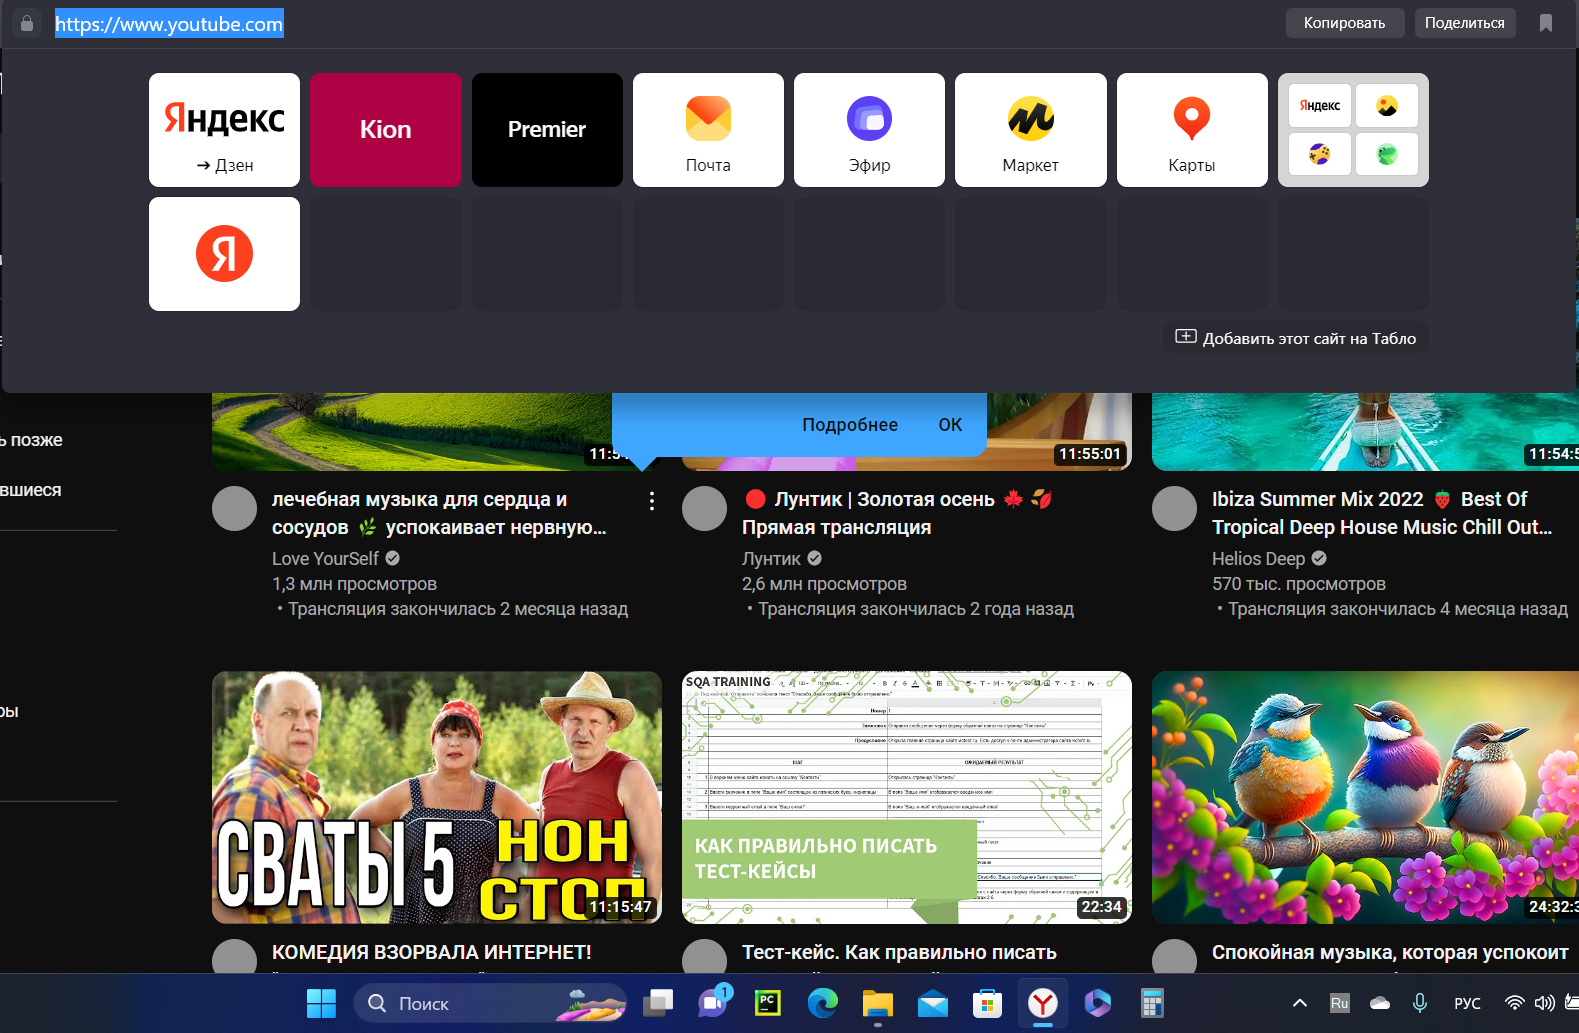 https://www.youtube.com
Копировать
Поделиться
Яндекс
➔ Дзен
Kion
Premier
Почта
Эфир
Маркет
Карты
Яндекс
Я
Добавить этот сайт на Табло
Подробнее
ОК
11:55:01
ь позже
вшиеся
ры
лечебная музыка для сердца и
сосудов 🌿 успокаивает нервную...
Love YourSelf
1,3 млн просмотров
• Трансляция закончилась 2 месяца назад
🔴 Лунтик | Золотая осень 🍁 🍂
Прямая трансляция
Лунтик
2,6 млн просмотров
• Трансляция закончилась 2 года назад
11:54:5
Ibiza Summer Mix 2022 🍓 Best Of
Tropical Deep House Music Chill Out...
Helios Deep
570 тыс. просмотров
• Трансляция закончилась 4 месяца назад
СВАТЫ 5
НОН
СТОП
11:15:47
SQA TRAINING
ШАГ
ОЖИДАЕМЫЙ РЕЗУЛЬТАТ
КАК ПРАВИЛЬНО ПИСАТЬ
ТЕСТ-КЕЙСЫ
22:34
24:32:3
КОМЕДИЯ ВЗОРВАЛА ИНТЕРНЕТ!
Тест-кейс. Как правильно писать
Спокойная музыка, которая успокоит
Поиск
1
PC
Ru
РУС